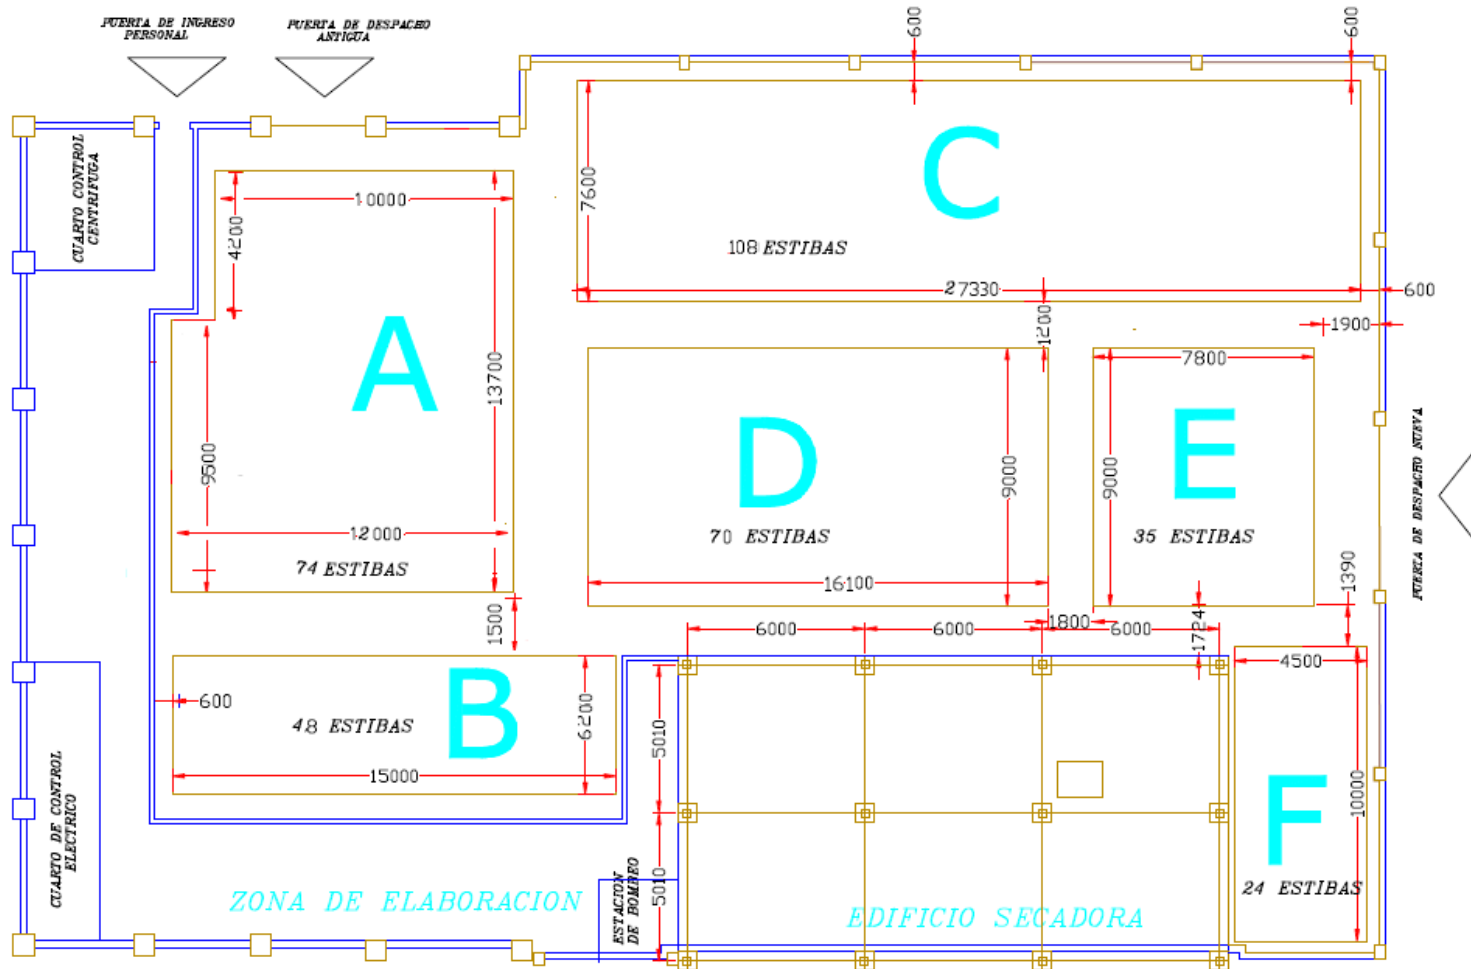 PUERTA DE INGRESO
PERSONAL
PUERTA DE DESPACHO
ANTIGUA
600
600
CUARTO CONTROL
CENTRIFUGA
10000
4200
13700
A
9500
12000
74 ESTIBAS
1500
C
7600
108 ESTIBAS
27330
600
1200
1900
D
9000
70 ESTIBAS
16100
7800
E
9000
35 ESTIBAS
PUERTA DE DESPACHO NUEVA
1390
6000
6000
1800
6000
1724
B
600
48 ESTIBAS
6200
15000
5010
5010
4500
F
10000
24 ESTIBAS
CUARTO DE CONTROL
ELECTRICO
ZONA DE ELABORACION
ESTACION
DE BOMBEO
EDIFICIO SECADORA